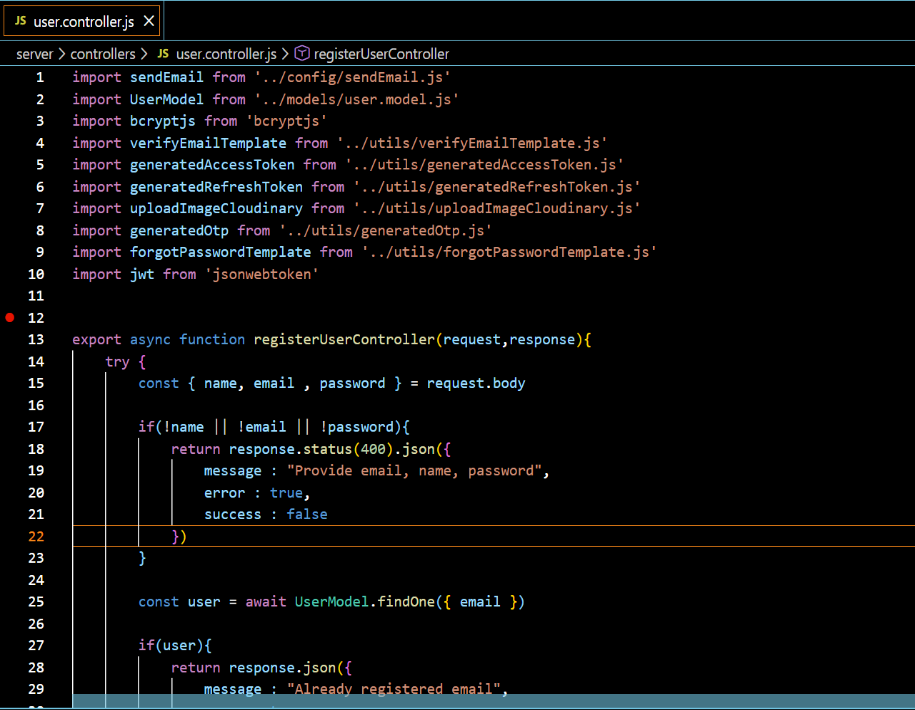 JS user.controller.js ×
server > controllers > JS user.controller.js > registerUserController
1 import sendEmail from '../config/sendEmail.js'
2 import UserModel from '../models/user.model.js'
3 import bcryptjs from 'bcryptjs'
4 import verifyEmailTemplate from '../utils/verifyEmailTemplate.js'
5 import generatedAccessToken from '../utils/generatedAccessToken.js'
6 import generatedRefreshToken from '../utils/generatedRefreshToken.js'
7 import uploadImageClodinary from '../utils/uploadImageClodinary.js'
8 import generatedOtp from '../utils/generatedOtp.js'
9 import forgotPasswordTemplate from '../utils/forgotPasswordTemplate.js'
10 import jwt from 'jsonwebtoken'
11
12
13 export async function registerUserController(request,response){
14     try {
15         const { name, email , password } = request.body
16
17         if(!name || !email || !password){
18             return response.status(400).json({
19                 message : "Provide email, name, password",
20                 error : true,
21                 success : false
22             })
23         }
24
25         const user = await UserModel.findOne({ email })
26
27         if(user){
28             return response.json({
29                 message : "Already registered email",